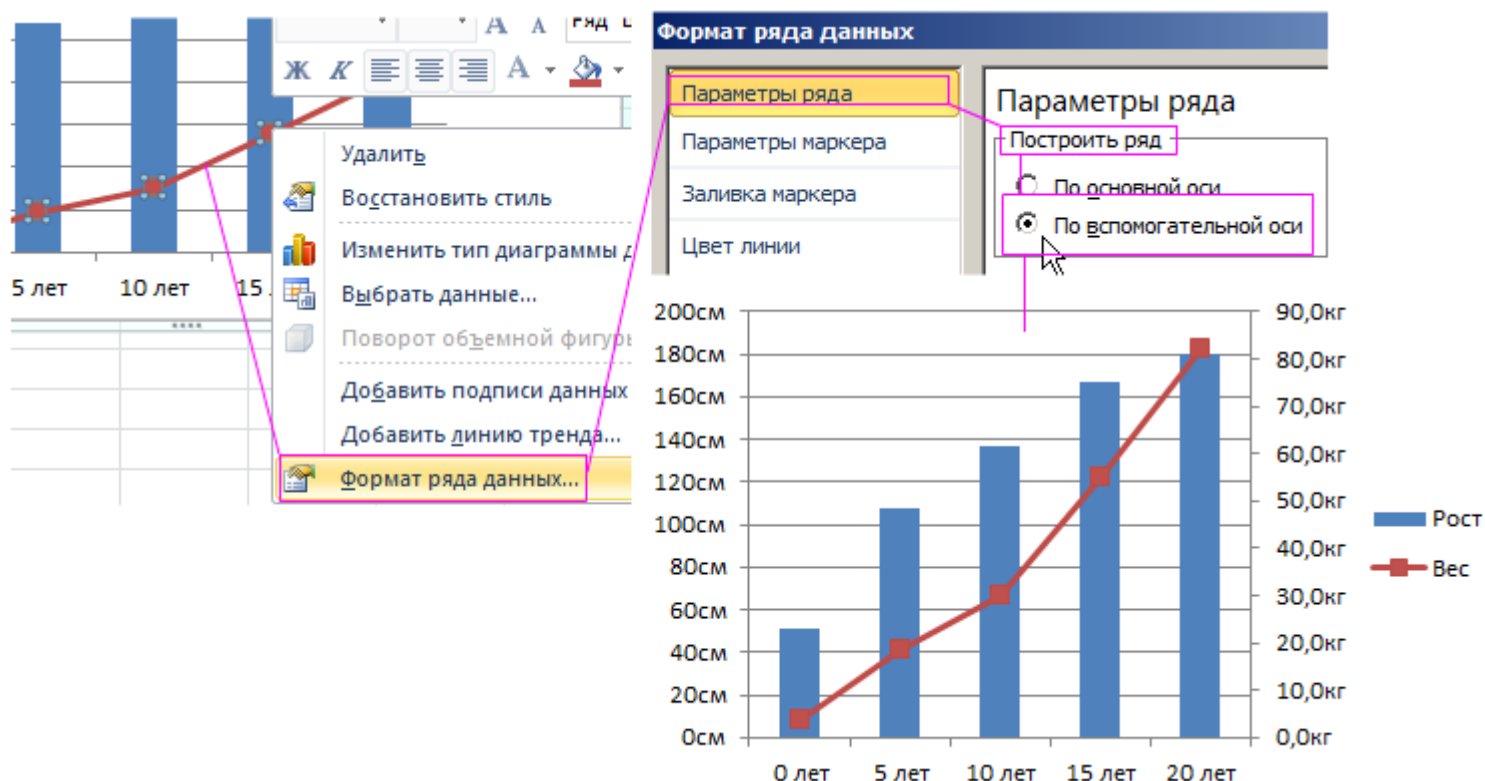 А А Ряд
Ж К А
Удалить
Восстановить стиль
Изменить тип диаграммы д
Выбрать данные...
Поворот объемной фигуры
Добавить подписи данных
Добавить линию тренда...
Формат ряда данных...
5 лет 10 лет 15
Формат ряда данных
Параметры ряда
Параметры маркера
Заливка маркера
Цвет линии
Параметры ряда
Построить ряд
По основной оси
По вспомогательной оси
200см
180см
160см
140см
120см
100см
80см
60см
40см
20см
0см
90,0кг
80,0кг
70,0кг
60,0кг
50,0кг
40,0кг
30,0кг
20,0кг
10,0кг
0,0кг
0 лет 5 лет 10 лет 15 лет 20 лет
Рост
Вес